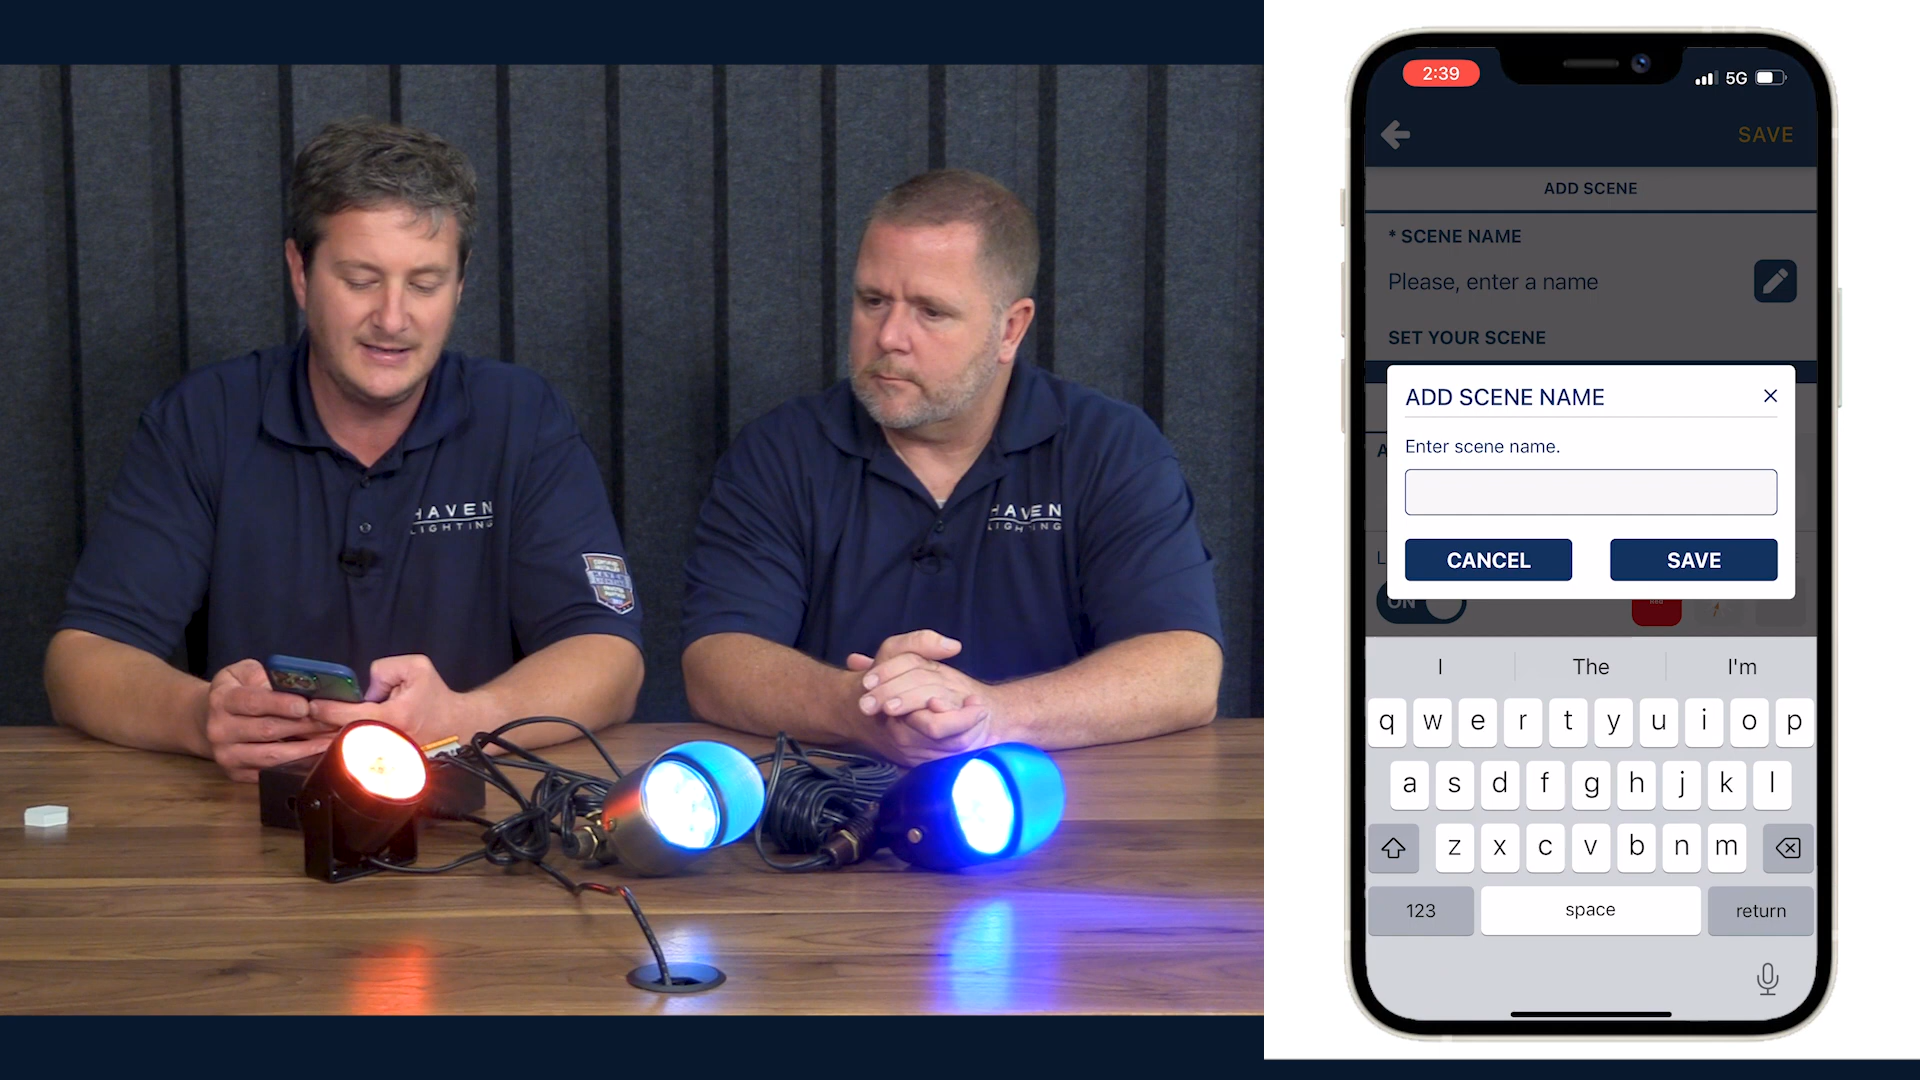 HAVEN
LIGHTING
HAVEN
LIGHTING
2:39
5G
SAVE
ADD SCENE
* SCENE NAME
Please, enter a name
SET YOUR SCENE
ADD SCENE NAME
Enter scene name.
CANCEL
SAVE
ON
I
The
I'm
q w e r t y u i o p
a s d f g h j k l
z x c v b n m
123
space
return